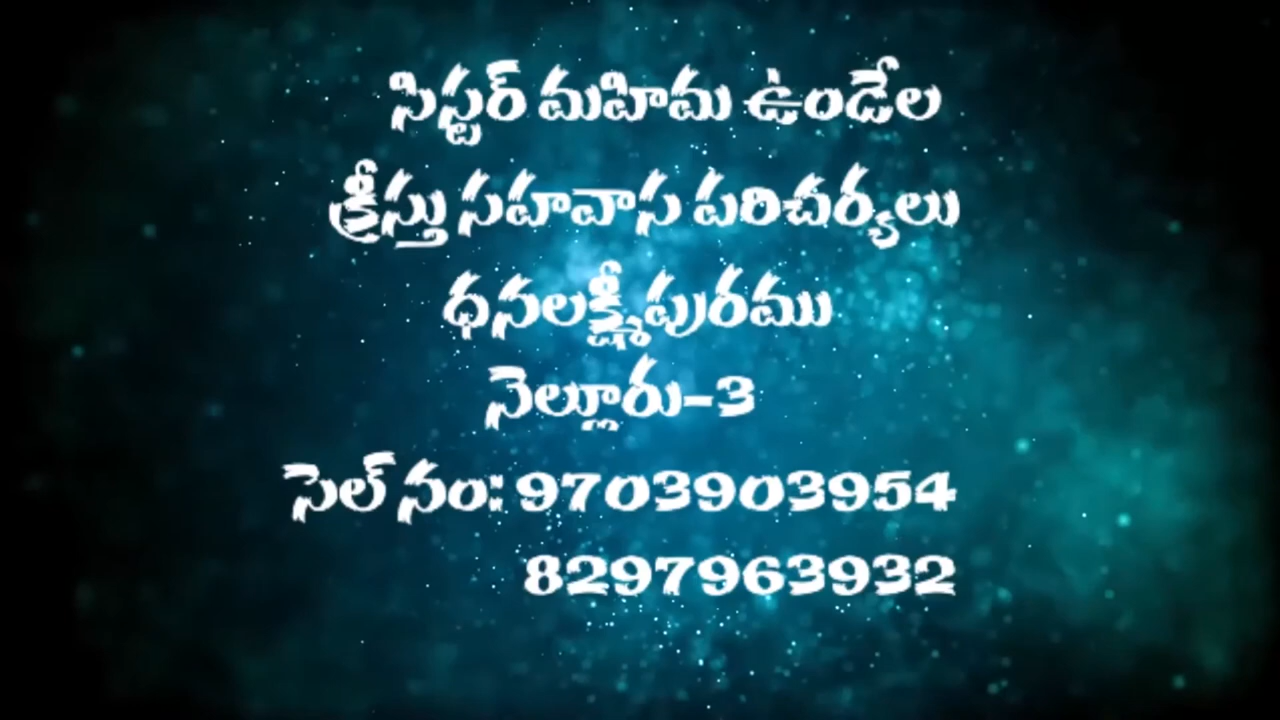 సిస్టర్ మహిమ ఉండేల
క్రీస్తు సహవాస పరిచర్యలు
ధనలక్ష్మీపురము
నెల్లూరు-3
సెల్ నం: 9703903954
8297963932